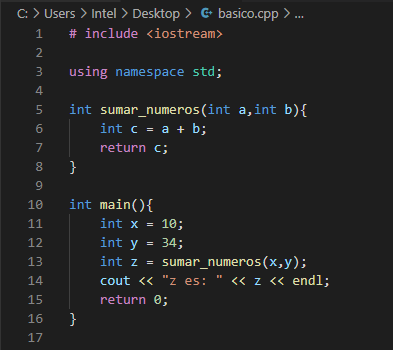 C: > Users > Intel > Desktop > basico.cpp > ...
1 # include <iostream>
2
3 using namespace std;
4
5 int sumar_numeros(int a,int b){
6 int c = a + b;
7 return c;
8 }
9
10 int main(){
11 int x = 10;
12 int y = 34;
13 int z = sumar_numeros(x,y);
14 cout << "z es: " << z << endl;
15 return 0;
16 }
17